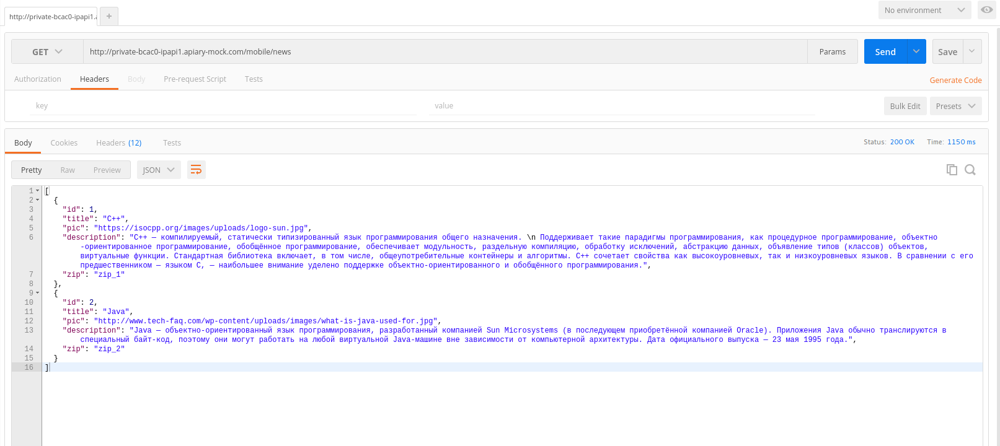 http://private-bcac0-ipapi1.a
+
No environment
GET
http://private-bcac0-ipapi1.apiary-mock.com/mobile/news
Params
Send
Save
Authorization
Headers
Body
Pre-request Script
Tests
Generate Code
key
value
Bulk Edit
Presets
Body
Cookies
Headers (12)
Tests
Status: 200 OK
Time: 1150 ms
Pretty
Raw
Preview
JSON
1 [
2 {
3 "id": 1,
4 "title": "C++",
5 "pic": "https://isocpp.org/images/uploads/logo-sun.jpg",
6 "description": "C++ — компилируемый, статически типизированный язык программирования общего назначения. \n Поддерживает такие парадигмы программирования, как процедурное программирование, объектно
-ориентированное программирование, обобщённое программирование, обеспечивает модульность, раздельную компиляцию, обработку исключений, абстракцию данных, объявление типов (классов) объектов,
виртуальные функции. Стандартная библиотека включает, в том числе, общеупотребительные контейнеры и алгоритмы. C++ сочетает свойства как высокоуровневых, так и низкоуровневых языков. В сравнении с его
предшественником — языком C, — наибольшее внимание уделено поддержке объектно-ориентированного и обобщённого программирования.",
7 "zip": "zip_1"
8 },
9 {
10 "id": 2,
11 "title": "Java",
12 "pic": "http://www.tech-faq.com/wp-content/uploads/images/what-is-java-used-for.jpg",
13 "description": "Java — объектно-ориентированный язык программирования, разработанный компанией Sun Microsystems (в последующем приобретённой компанией Oracle). Приложения Java обычно транслируются в
специальный байт-код, поэтому они могут работать на любой виртуальной Java-машине вне зависимости от компьютерной архитектуры. Дата официального выпуска — 23 мая 1995 года.",
14 "zip": "zip_2"
15 }
16 ]